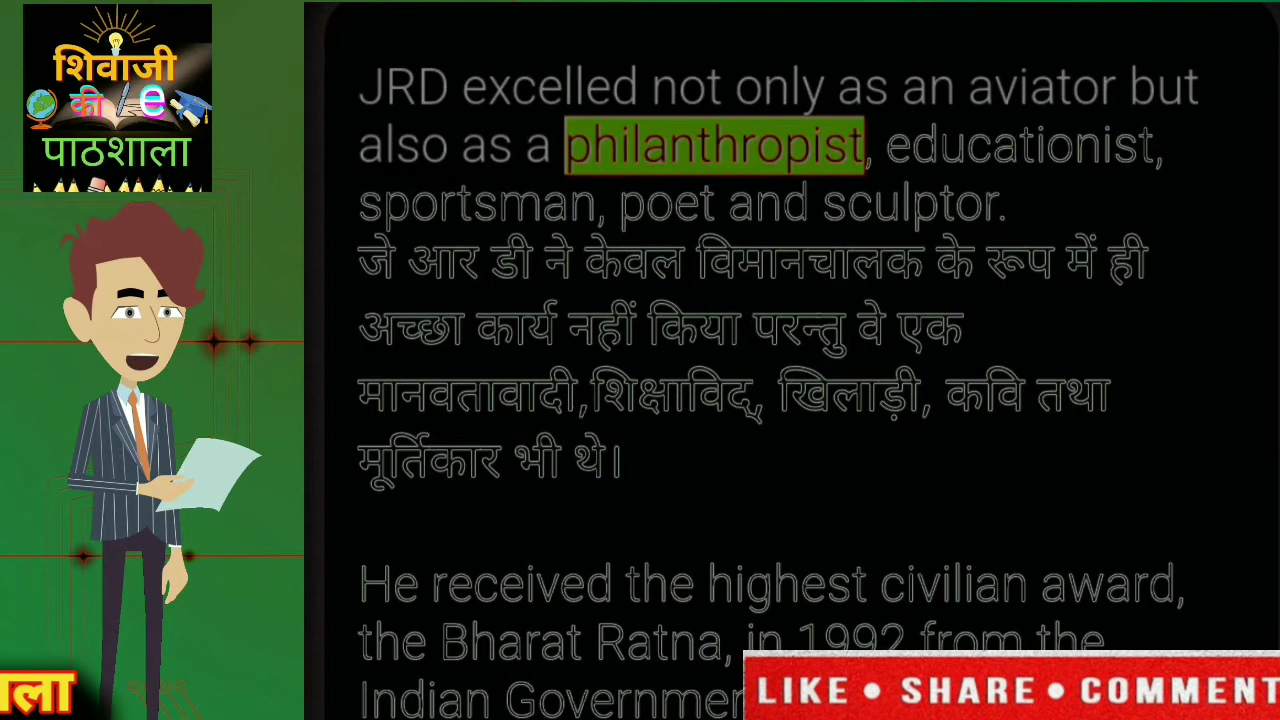 शिवाजी
की e
पाठशाला
JRD excelled not only as an aviator but
also as a philanthropist, educationist,
sportsman, poet and sculptor.
जे आर डी ने केवल विमानचालक के रूप में ही
अच्छा कार्य नहीं किया परन्तु वे एक
मानवतावादी,शिक्षाविद्, खिलाड़ी, कवि तथा
मूर्तिकार भी थे।
He received the highest civilian award,
the Bharat Ratna, in 1992 from the
Indian Governmen
ला
LIKE • SHARE • COMMENT